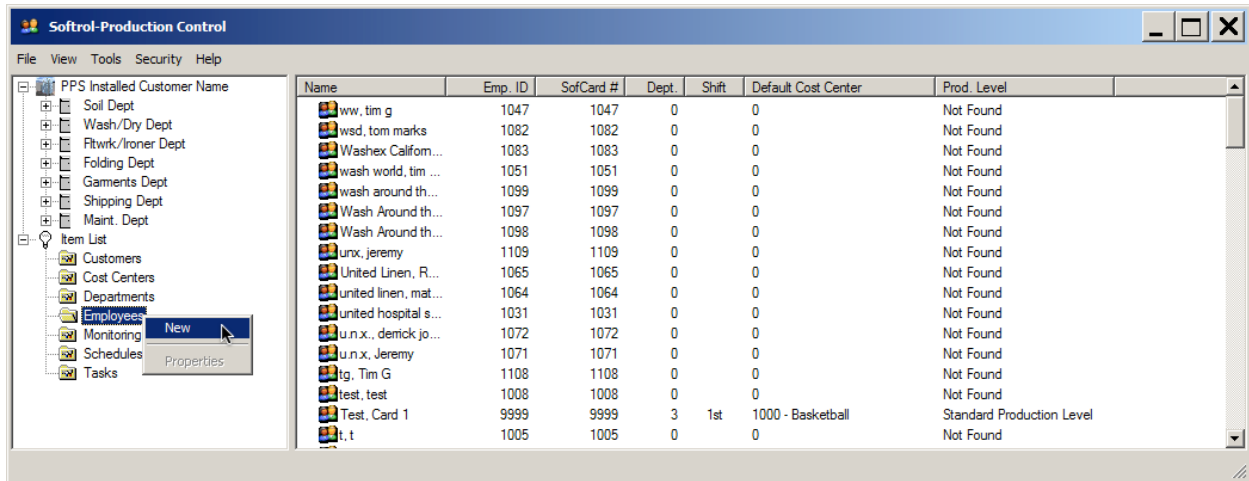 Softrol-Production Control
File View Tools Security Help
PPS Installed Customer Name
Soil Dept
Wash/Dry Dept
Fltwrk/Ironer Dept
Folding Dept
Garments Dept
Shipping Dept
Maint. Dept
Item List
Customers
Cost Centers
Departments
Employees
Monitoring
Schedules
Tasks
New
Properties
Name Emp. ID SofCard # Dept. Shift Default Cost Center Prod. Level
ww, tim g 1047 1047 0 0 Not Found
wsd, tom marks 1082 1082 0 0 Not Found
Washex Californ... 1083 1083 0 0 Not Found
wash world, tim ... 1051 1051 0 0 Not Found
wash around th... 1099 1099 0 0 Not Found
Wash Around th... 1097 1097 0 0 Not Found
Wash Around th... 1098 1098 0 0 Not Found
unx, jeremy 1109 1109 0 0 Not Found
United Linen, R... 1065 1065 0 0 Not Found
united linen, mat... 1064 1064 0 0 Not Found
united hospital s... 1031 1031 0 0 Not Found
u.n.x., derrick jo... 1072 1072 0 0 Not Found
u.n.x, Jeremy 1071 1071 0 0 Not Found
tg, Tim G 1108 1108 0 0 Not Found
test, test 1008 1008 0 0 Not Found
Test, Card 1 9999 9999 3 1st 1000 - Basketball Standard Production Level
t, t 1005 1005 0 0 Not Found